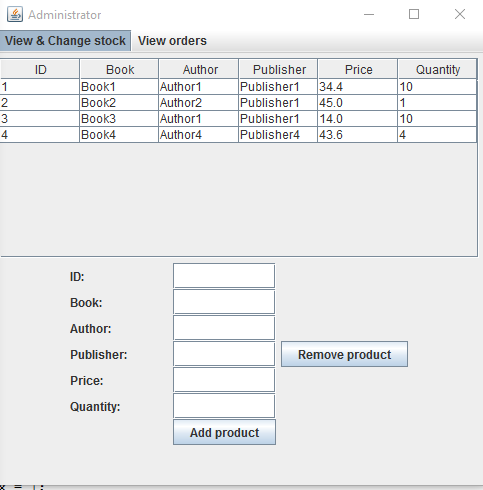 Administrator
View & Change stock View orders
ID Book Author Publisher Price Quantity
1 Book1 Author1 Publisher1 34.4 10
2 Book2 Author2 Publisher1 45.0 1
3 Book3 Author1 Publisher1 14.0 10
4 Book4 Author4 Publisher4 43.6 4
ID:
Book:
Author:
Publisher: Remove product
Price:
Quantity:
Add product